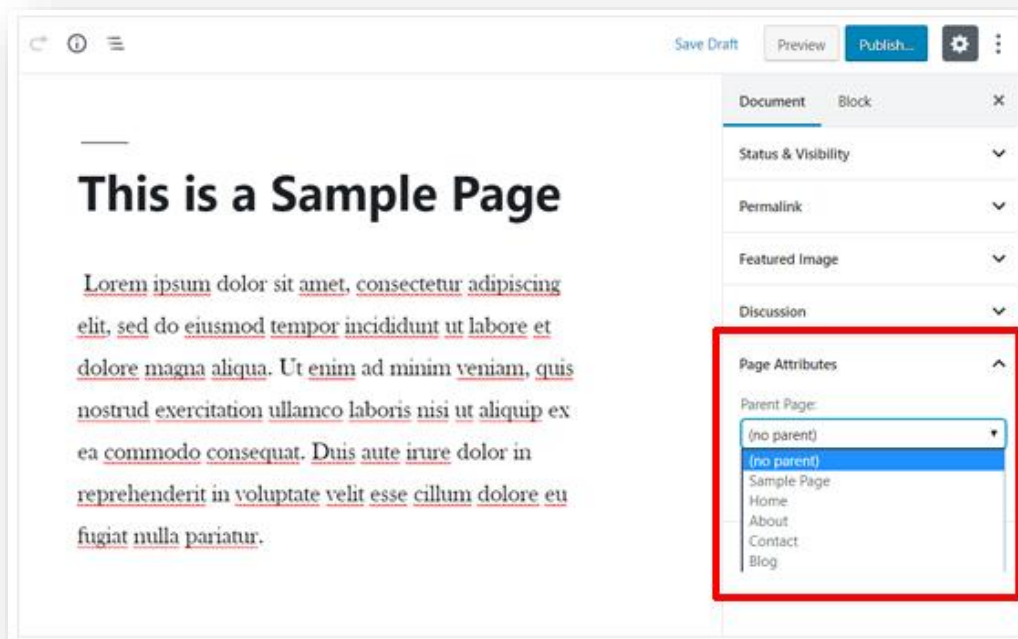 Save Draft
Preview
Publish...
Document
Block
Status & Visibility
Permalink
Featured Image
Discussion
Page Attributes
Parent Page:
(no parent)
(no parent)
Sample Page
Home
About
Contact
Blog
This is a Sample Page
Lorem ipsum dolor sit amet, consectetur adipiscing
elit, sed do eiusmod tempor incididunt ut labore et
dolore magna aliqua. Ut enim ad minim veniam, quis
nostrud exercitation ullamco laboris nisi ut aliquip ex
ea commodo consequat. Duis aute irure dolor in
reprehenderit in voluptate velit esse cillum dolore eu
fugiat nulla pariatur.